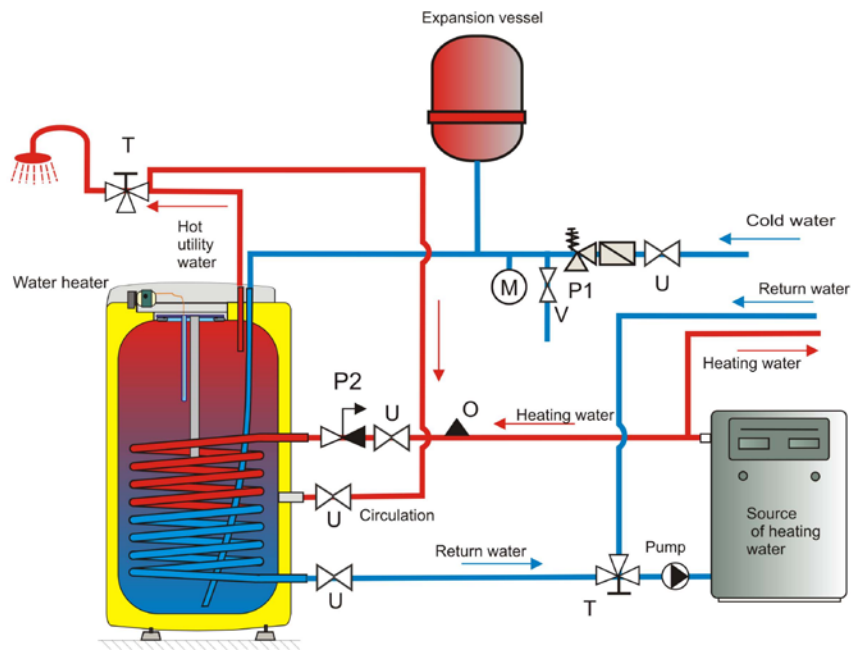 Expansion vessel
T
Hot
utility
water
Cold water
Water heater
M
V
P1
U
Return water
Heating water
P2
U
O
Heating water
U
Circulation
Source
of heating
water
Return water
Pump
U
T